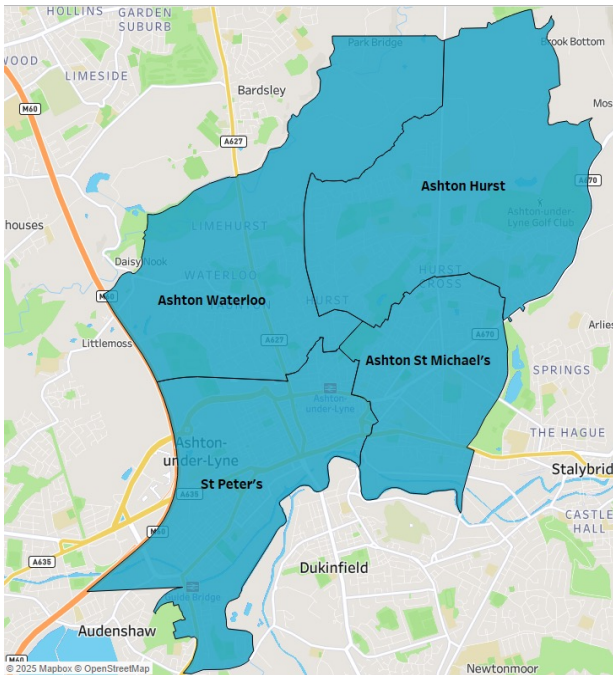 HOLLINS
GARDEN
SUBURB
WOOD
LIMESIDE
Park Bridge
Brook Bottom
Bardsley
M60
A627
Mos
Ashton Hurst
A670
Ashton-under-
Lyne Golf Club
houses
LIMEHURST
Daisy Nook
WATERLOO
HURST
CROSS
M60
Ashton Waterloo
HURST
Littlemoss
A627
A670
Arlies
Ashton St Michael's
SPRINGS
Ashton-
under-Lyne
Ashton-
under-Lyne
THE HAGUE
Stalybrid
St Peter's
A635
CASTLE
HALL
M60
A635
Dukinfield
Guide Bridge
Audenshaw
M60
© 2025 Mapbox © OpenStreetMap
Newtonmoor